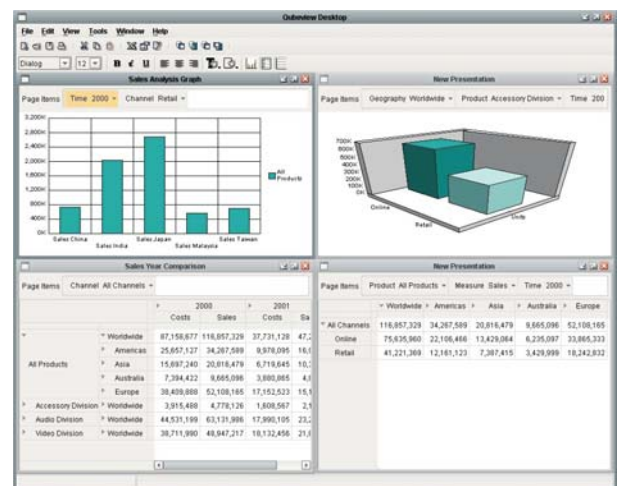 Qubeview Desktop
File Edit View Tools Window Help
Dialog 12 B i U
Sales Analysis Graph
Page Items Time 2000 Channel Retail
3,200K
2,800K
2,400K
1,600K
1,200K
800K
400K
0K
Sales China
Sales India
Sales Japan
Sales Malaysia
Sales Taiwan
All Products
New Presentation
Page Items Geography Worldwide Product Accessory Division Time 200
700K
600K
500K
400K
300K
200K
100K
0K
Online
Retail
Units
Sales Year Comparison
Page Items Channel All Channels
2000 2001
Costs Sales Costs Sa
All Products Worldwide 87,158,677 116,857,329 37,731,128 47,2
Americas 25,657,127 34,267,589 9,978,095
Asia 15,697,240 20,816,479 6,719,645
Australia 7,394,422 9,665,096 3,880,865
Europe 38,409,888 52,108,165 17,152,523
Accessory Division Worldwide 3,915,488 4,778,126 1,608,567
Audio Division Worldwide 44,531,199 63,131,986 17,990,105
Video Division Worldwide 38,711,990 48,947,217 18,132,456
New Presentation
Page Items Product All Products Measure Sales Time 2000
Worldwide Americas Asia Australia Europe
All Channels 116,857,329 34,267,589 20,816,479 9,665,096 52,108,165
Online 75,635,960 22,106,466 13,429,064 6,235,097 33,865,333
Retail 41,221,369 12,161,123 7,387,415 3,429,999 18,242,832